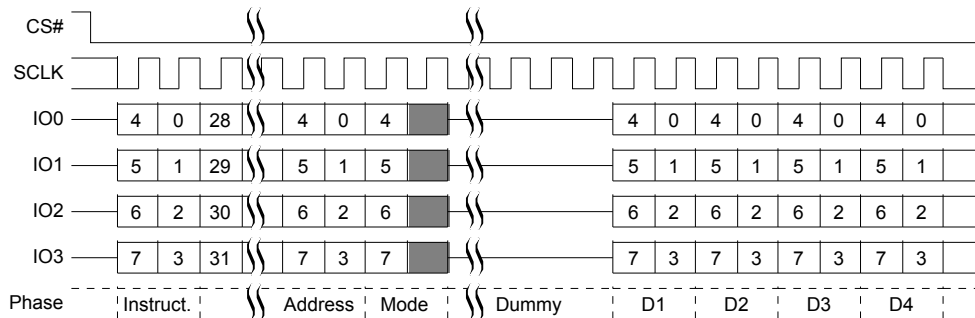 CS#
SCLK
IO0 4 0 28 4 0 4 4 0 4 0 4 0 4 0
IO1 5 1 29 5 1 5 5 1 5 1 5 1 5 1
IO2 6 2 30 6 2 6 6 2 6 2 6 2 6 2
IO3 7 3 31 7 3 7 7 3 7 3 7 3 7 3
Phase Instruct. Address Mode Dummy D1 D2 D3 D4